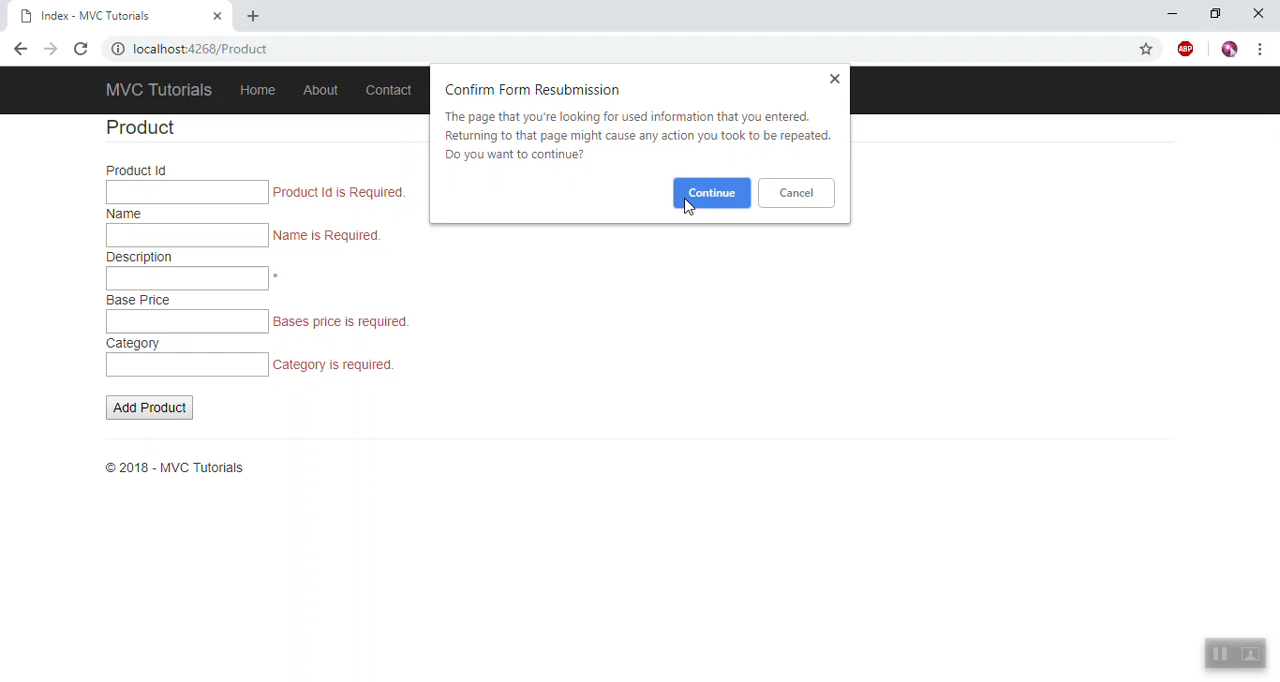 Index - MVC Tutorials
localhost:4268/Product
ABP
MVC Tutorials Home About Contact
Confirm Form Resubmission
The page that you're looking for used information that you entered.
Returning to that page might cause any action you took to be repeated.
Do you want to continue?
Continue Cancel
Product
Product Id
Product Id is Required.
Name
Name is Required.
Description
*
Base Price
Bases price is required.
Category
Category is required.
Add Product
© 2018 - MVC Tutorials